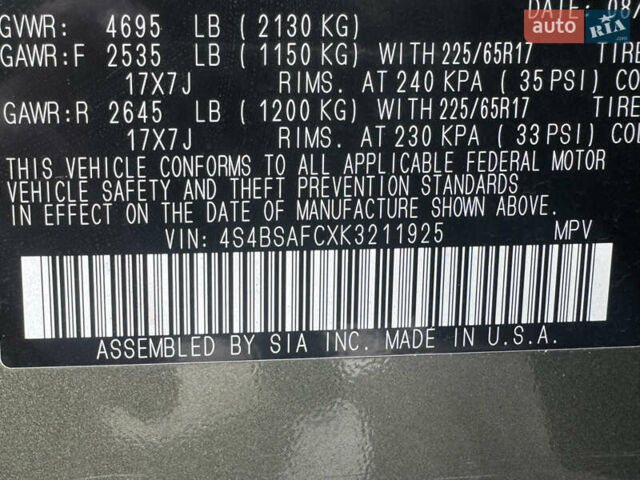 DATE 08/
GVWR: 4695 LB ( 2130 KG)
GAWR:F 2535 LB ( 1150 KG) WITH 225/65R17 TIRE
17X7J RIMS. AT 240 KPA ( 35 PSI) COL
GAWR:R 2645 LB ( 1200 KG) WITH 225/65R17 TIRE
17X7J RIMS. AT 230 KPA ( 33 PSI) COL
THIS VEHICLE CONFORMS TO ALL APPLICABLE FEDERAL MOTOR
VEHICLE SAFETY AND THEFT PREVENTION STANDARDS
IN EFFECT ON THE DATE OF MANUFACTURE SHOWN ABOVE.
VIN: 4S4BSAFCXK3211925 MPV
ASSEMBLED BY SIA INC. MADE IN U.S.A.
auto RIA